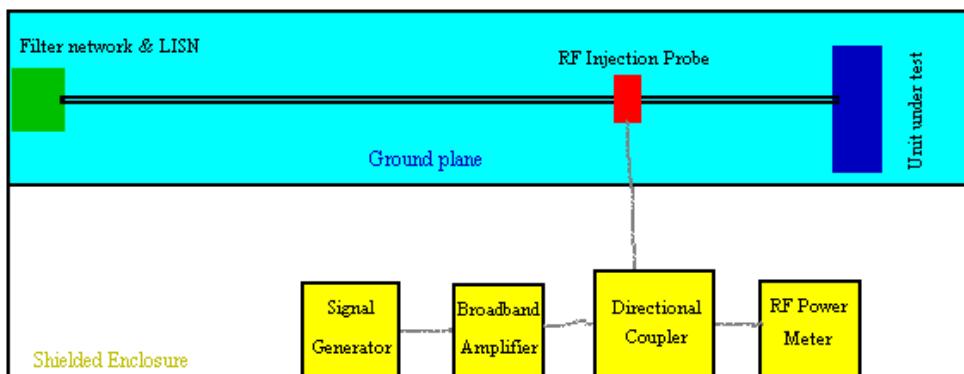 Filter network & LISN
RF Injection Probe
Unit under test
Ground plane
Signal
Generator
Broadband
Amplifier
Directional
Coupler
RF Power
Meter
Shielded Enclosure